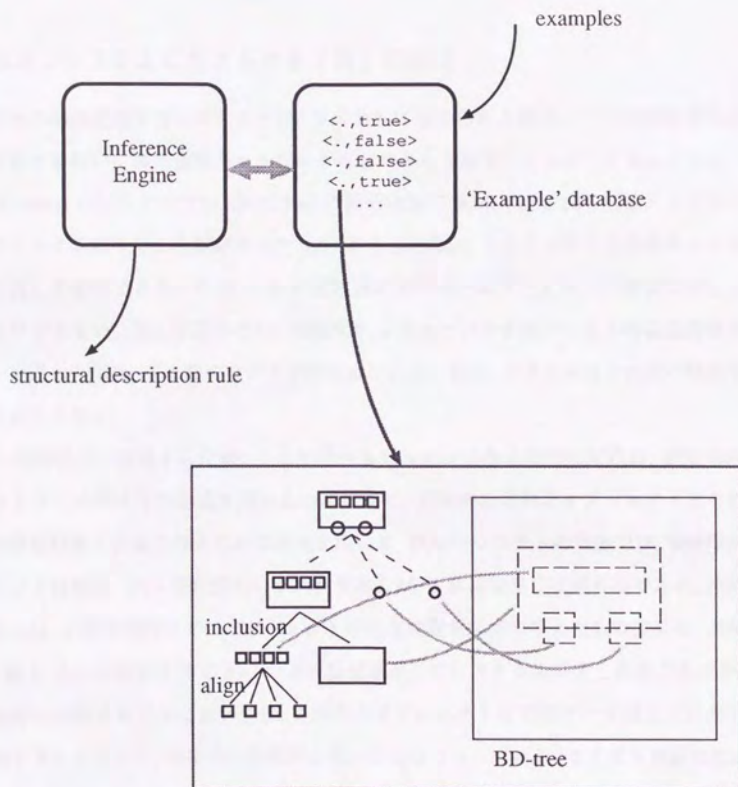 examples
Inference
Engine
<.,true>
<.,false>
<.,false>
<.,true>
'Example' database
structural description rule
inclusion
align
BD-tree